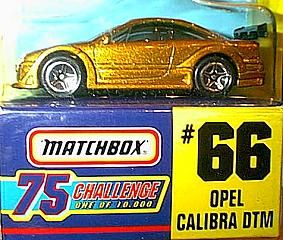 MATCHBOX
75 CHALLENGE
ONE OF 10,000
#66
OPEL
CALIBRA DTM